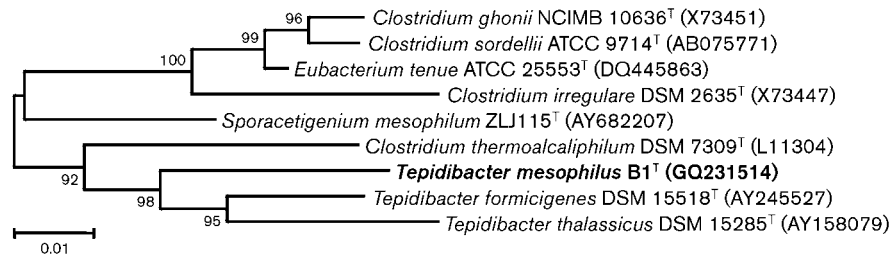 96
Clostridium ghonii NCIMB 10636ᵀ (X73451)
99
Clostridium sordellii ATCC 9714ᵀ (AB075771)
100
Eubacterium tenue ATCC 25553ᵀ (DQ445863)
Clostridium irregulare DSM 2635ᵀ (X73447)
Sporacetigenium mesophilum ZLJ115ᵀ (AY682207)
Clostridium thermoalcaliphilum DSM 7309ᵀ (L11304)
92
Tepidibacter mesophilus B1ᵀ (GQ231514)
98
Tepidibacter formicigenes DSM 15518ᵀ (AY245527)
95
Tepidibacter thalassicus DSM 15285ᵀ (AY158079)
0.01